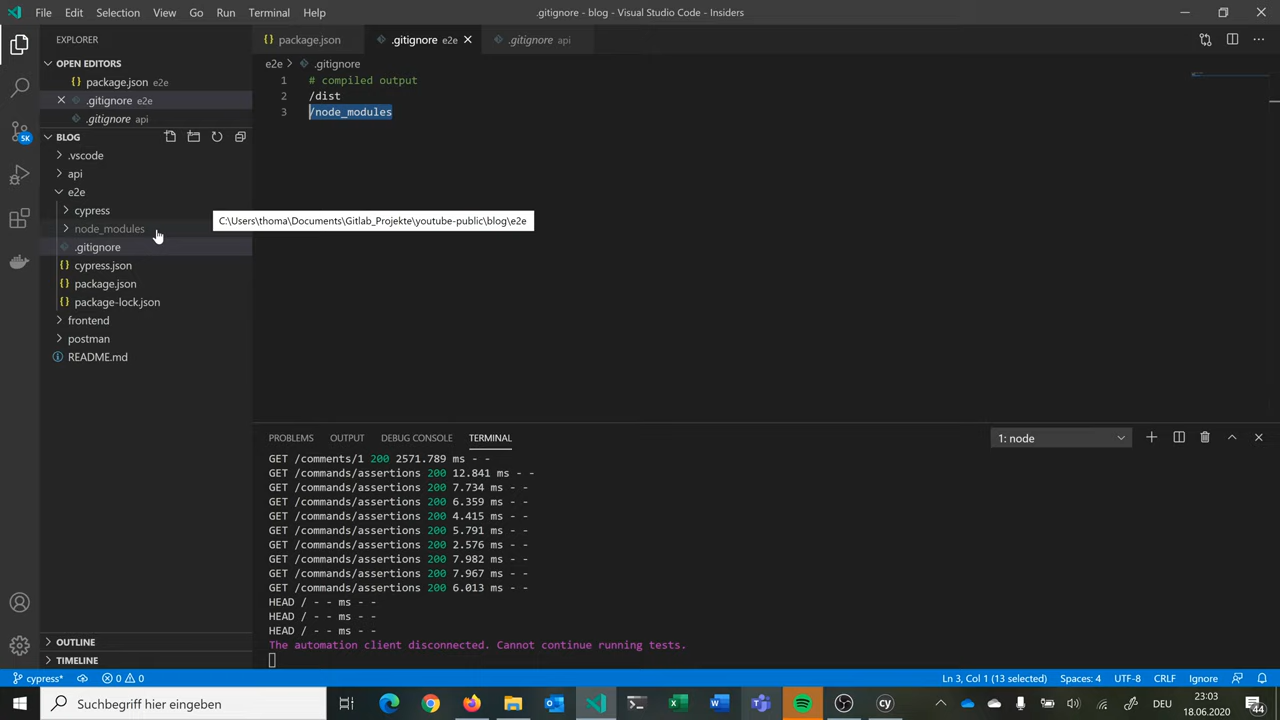 File Edit Selection View Go Run Terminal Help
.gitignore - blog - Visual Studio Code - Insiders
EXPLORER
OPEN EDITORS
package.json e2e
.gitignore e2e
.gitignore api
BLOG
.vscode
api
e2e
cypress
node_modules
.gitignore
cypress.json
package.json
package-lock.json
frontend
postman
README.md
OUTLINE
TIMELINE
5K
package.json
.gitignore e2e
.gitignore api
e2e > .gitignore
1 # compiled output
2 /dist
3 /node_modules
C:\Users\thoma\Documents\Gitlab_Projekte\youtube-public\blog\e2e
PROBLEMS OUTPUT DEBUG CONSOLE TERMINAL
1: node
GET /comments/1 200 2571.789 ms - -
GET /commands/assertions 200 12.841 ms - -
GET /commands/assertions 200 7.734 ms - -
GET /commands/assertions 200 6.359 ms - -
GET /commands/assertions 200 4.415 ms - -
GET /commands/assertions 200 5.791 ms - -
GET /commands/assertions 200 2.576 ms - -
GET /commands/assertions 200 7.982 ms - -
GET /commands/assertions 200 7.967 ms - -
GET /commands/assertions 200 6.013 ms - -
HEAD / - - ms - -
HEAD / - - ms - -
HEAD / - - ms - -
The automation client disconnected. Cannot continue running tests.
cypress* 0 0
Ln 3, Col 1 (13 selected) Spaces: 4 UTF-8 CRLF Ignore
Suchbegriff hier eingeben
cy
DEU
23:03
18.06.2020
44